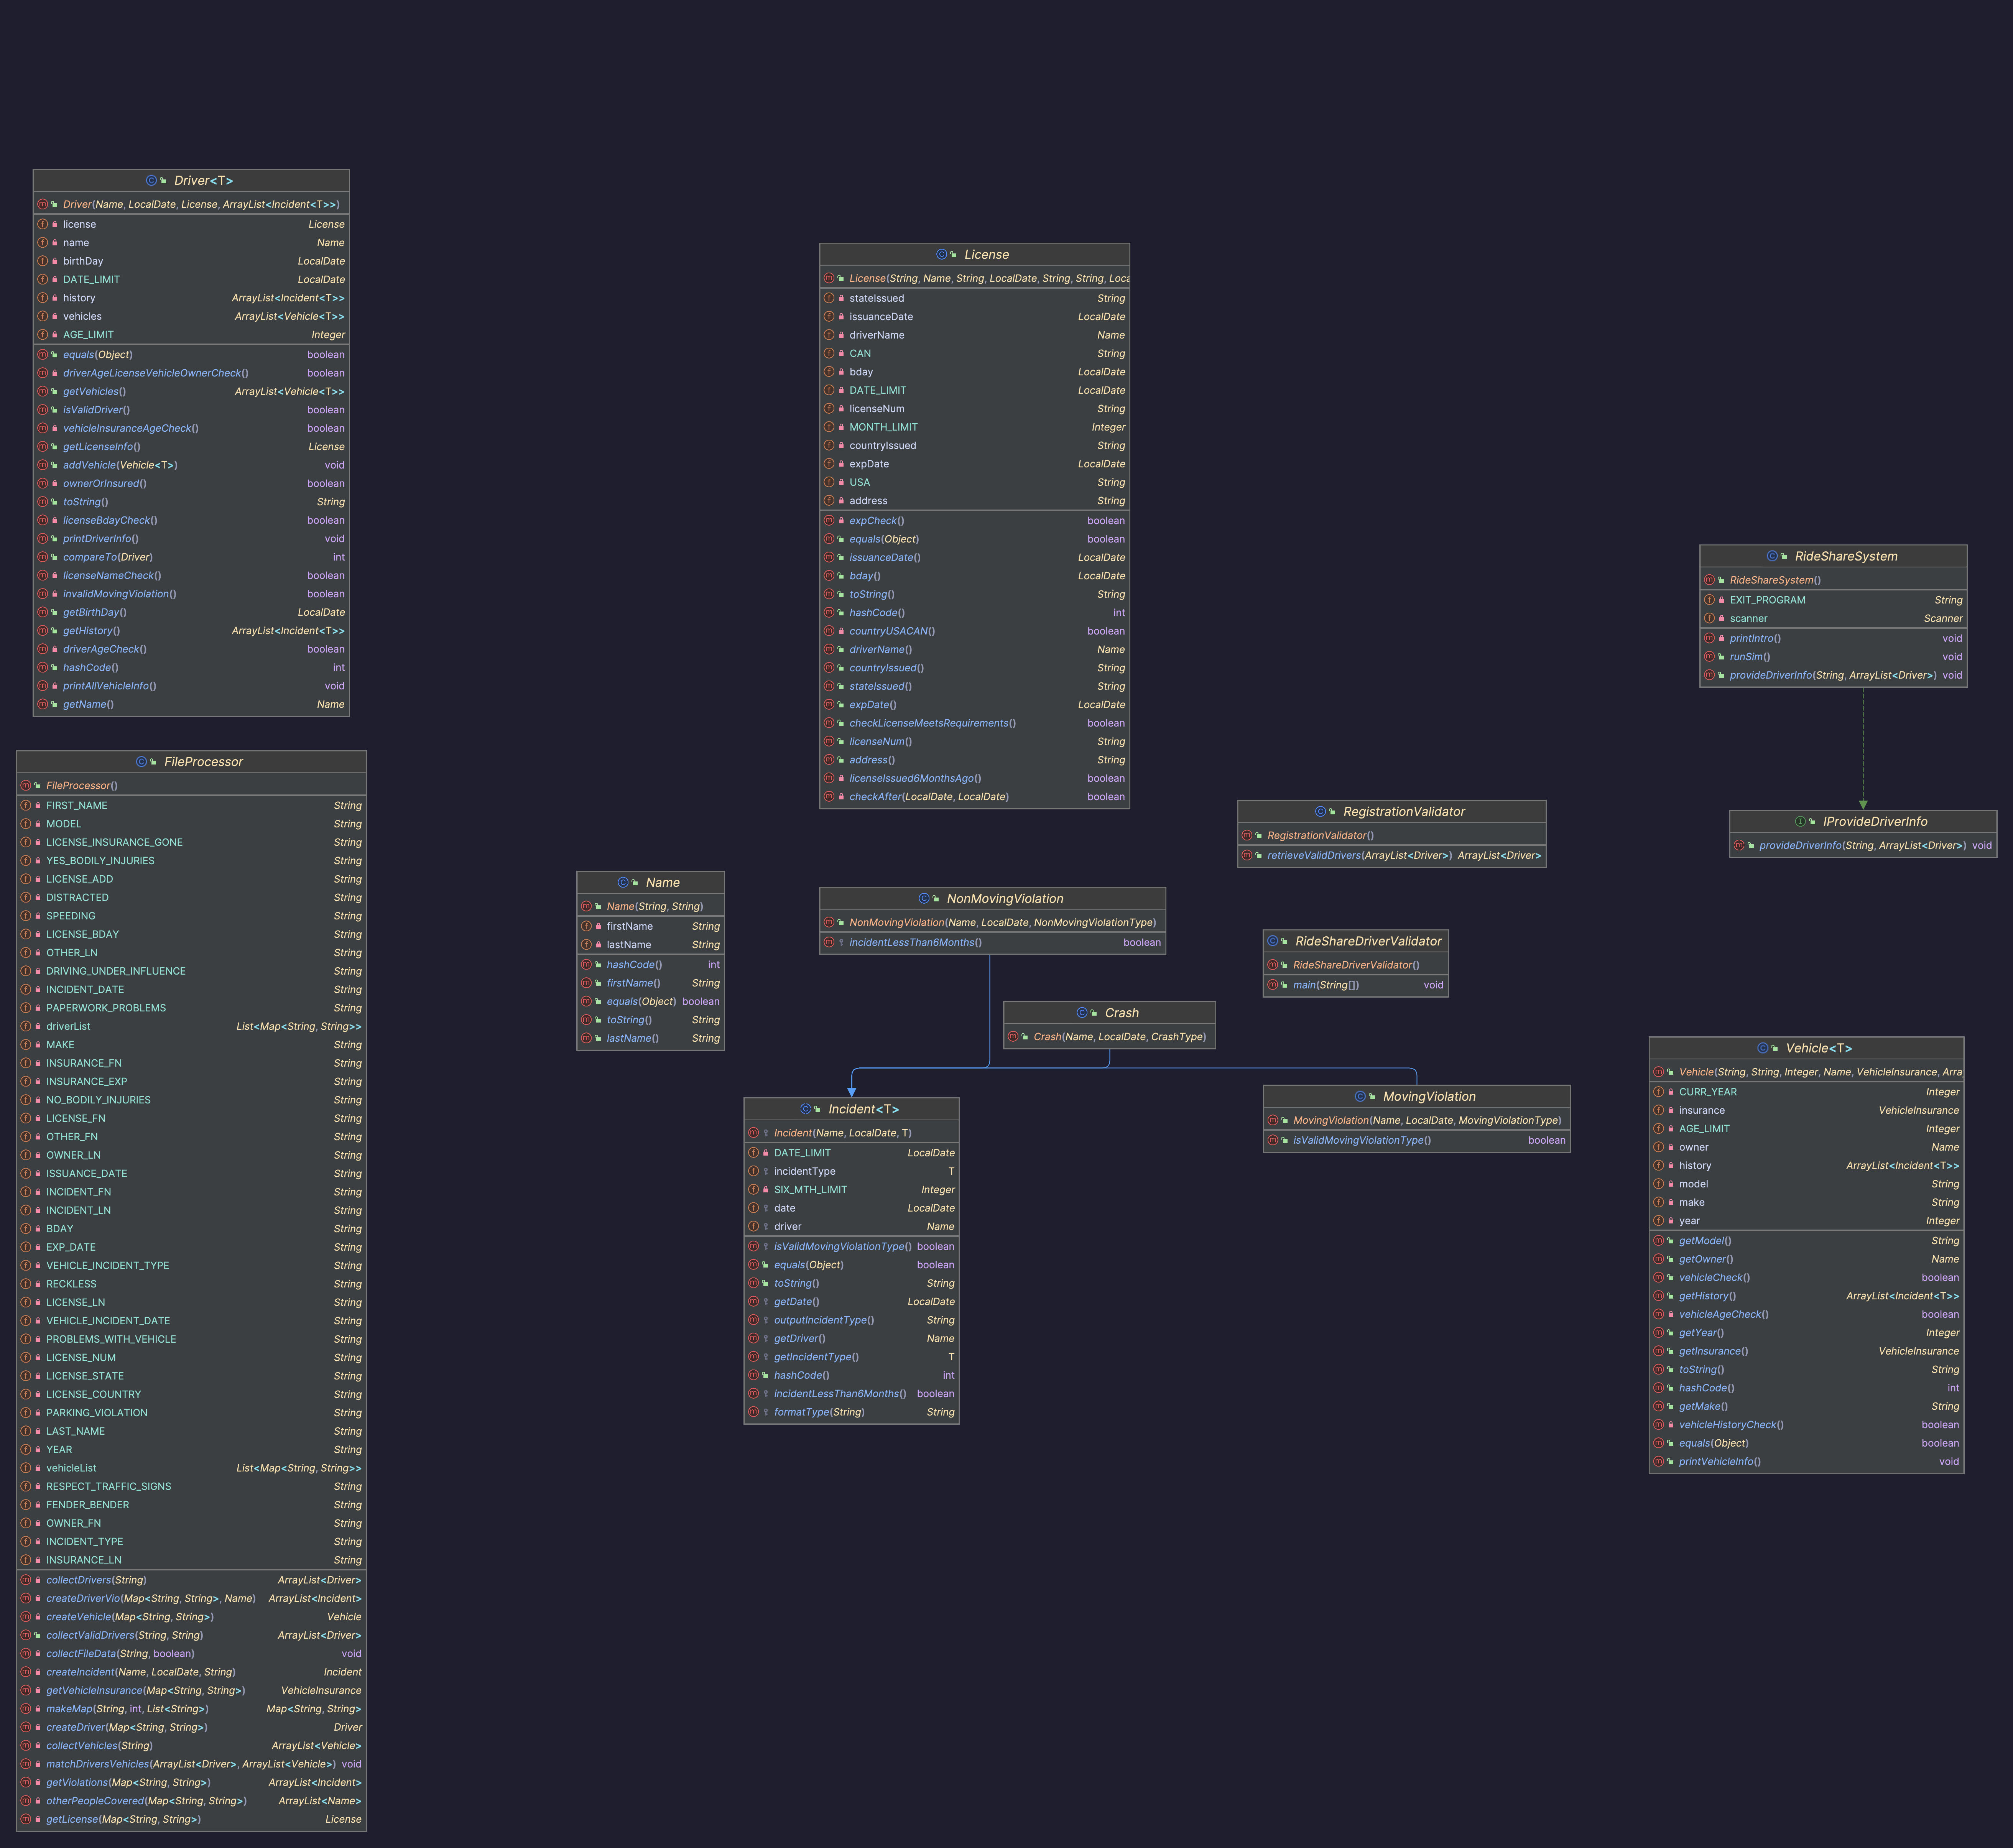 Driver<T>
Driver(Name, LocalDate, License, ArrayList<Incident<T>>)
license License
name Name
birthDay LocalDate
DATE_LIMIT LocalDate
history ArrayList<Incident<T>>
vehicles ArrayList<Vehicle<T>>
AGE_LIMIT Integer
equals(Object) boolean
driverAgeLicenseVehicleOwnerCheck() boolean
getVehicles() ArrayList<Vehicle<T>>
isValidDriver() boolean
vehicleInsuranceAgeCheck() boolean
getLicenseInfo() License
addVehicle(Vehicle<T>) void
ownerOrInsured() boolean
toString() String
licenseBdayCheck() boolean
printDriverInfo() void
compareTo(Driver) int
licenseNameCheck() boolean
invalidMovingViolation() boolean
getBirthDay() LocalDate
getHistory() ArrayList<Incident<T>>
driverAgeCheck() boolean
hashCode() int
printAllVehicleInfo() void
getName() Name
FileProcessor
FileProcessor()
FIRST_NAME String
MODEL String
LICENSE_INSURANCE_GONE String
YES_BODILY_INJURIES String
LICENSE_ADD String
DISTRACTED String
SPEEDING String
LICENSE_BDAY String
OTHER_LN String
DRIVING_UNDER_INFLUENCE String
INCIDENT_DATE String
PAPERWORK_PROBLEMS String
driverList List<Map<String, String>>
MAKE String
INSURANCE_FN String
INSURANCE_EXP String
NO_BODILY_INJURIES String
LICENSE_FN String
OTHER_FN String
OWNER_LN String
ISSUANCE_DATE String
INCIDENT_FN String
INCIDENT_LN String
BDAY String
EXP_DATE String
VEHICLE_INCIDENT_TYPE String
RECKLESS String
LICENSE_LN String
VEHICLE_INCIDENT_DATE String
PROBLEMS_WITH_VEHICLE String
LICENSE_NUM String
LICENSE_STATE String
LICENSE_COUNTRY String
PARKING_VIOLATION String
LAST_NAME String
YEAR String
vehicleList List<Map<String, String>>
RESPECT_TRAFFIC_SIGNS String
FENDER_BENDER String
OWNER_FN String
INCIDENT_TYPE String
INSURANCE_LN String
collectDrivers(String) ArrayList<Driver>
createDriverVio(Map<String, String>, Name) ArrayList<Incident>
createVehicle(Map<String, String>) Vehicle
collectValidDrivers(String, String) ArrayList<Driver>
collectFileData(String, boolean) void
createIncident(Name, LocalDate, String) Incident
getVehicleInsurance(Map<String, String>) VehicleInsurance
makeMap(String, int, List<String>) Map<String, String>
createDriver(Map<String, String>) Driver
collectVehicles(String) ArrayList<Vehicle>
matchDriversVehicles(ArrayList<Driver>, ArrayList<Vehicle>) void
getViolations(Map<String, String>) ArrayList<Incident>
otherPeopleCovered(Map<String, String>) ArrayList<Name>
getLicense(Map<String, String>) License
Name
Name(String, String)
firstName String
lastName String
hashCode() int
firstName() String
equals(Object) boolean
toString() String
lastName() String
License
License(String, Name, String, LocalDate, String, String, Loca
stateIssued String
issuanceDate LocalDate
driverName Name
CAN String
bday LocalDate
DATE_LIMIT LocalDate
licenseNum String
MONTH_LIMIT Integer
countryIssued String
expDate LocalDate
USA String
address String
expCheck() boolean
equals(Object) boolean
issuanceDate() LocalDate
bday() LocalDate
toString() String
hashCode() int
countryUSACAN() boolean
driverName() Name
countryIssued() String
stateIssued() String
expDate() LocalDate
checkLicenseMeetsRequirements() boolean
licenseNum() String
address() String
licenseIssued6MonthsAgo() boolean
checkAfter(LocalDate, LocalDate) boolean
NonMovingViolation
NonMovingViolation(Name, LocalDate, NonMovingViolationType)
incidentLessThan6Months() boolean
Crash
Crash(Name, LocalDate, CrashType)
Incident<T>
Incident(Name, LocalDate, T)
DATE_LIMIT LocalDate
incidentType T
SIX_MTH_LIMIT Integer
date LocalDate
driver Name
isValidMovingViolationType() boolean
equals(Object) boolean
toString() String
getDate() LocalDate
outputIncidentType() String
getDriver() Name
getIncidentType() T
hashCode() int
incidentLessThan6Months() boolean
formatType(String) String
RegistrationValidator
RegistrationValidator()
retrieveValidDrivers(ArrayList<Driver>) ArrayList<Driver>
RideShareDriverValidator
RideShareDriverValidator()
main(String[]) void
MovingViolation
MovingViolation(Name, LocalDate, MovingViolationType)
isValidMovingViolationType() boolean
RideShareSystem
RideShareSystem()
EXIT_PROGRAM String
scanner Scanner
printIntro() void
runSim() void
provideDriverInfo(String, ArrayList<Driver>) void
IProvideDriverInfo
provideDriverInfo(String, ArrayList<Driver>) void
Vehicle<T>
Vehicle(String, String, Integer, Name, VehicleInsurance, Arra
CURR_YEAR Integer
insurance VehicleInsurance
AGE_LIMIT Integer
owner Name
history ArrayList<Incident<T>>
model String
make String
year Integer
getModel() String
getOwner() Name
vehicleCheck() boolean
getHistory() ArrayList<Incident<T>>
vehicleAgeCheck() boolean
getYear() Integer
getInsurance() VehicleInsurance
toString() String
hashCode() int
getMake() String
vehicleHistoryCheck() boolean
equals(Object) boolean
printVehicleInfo() void